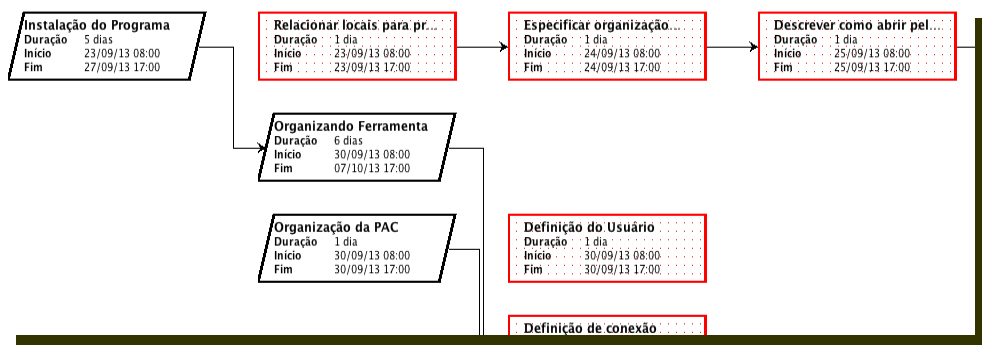 Instalação do Programa
Duração 5 dias
Início 23/09/13 08:00
Fim 27/09/13 17:00
Relacionar locais para pr...
Duração 1 dia
Início 23/09/13 08:00
Fim 23/09/13 17:00
Especificar organização...
Duração 1 dia
Início 24/09/13 08:00
Fim 24/09/13 17:00
Descrever como abrir pel...
Duração 1 dia
Início 25/09/13 08:00
Fim 25/09/13 17:00
Organizando Ferramenta
Duração 6 dias
Início 30/09/13 08:00
Fim 07/10/13 17:00
Organização da PAC
Duração 1 dia
Início 30/09/13 08:00
Fim 30/09/13 17:00
Definição do Usuário
Duração 1 dia
Início 30/09/13 08:00
Fim 30/09/13 17:00
Definição de conexão